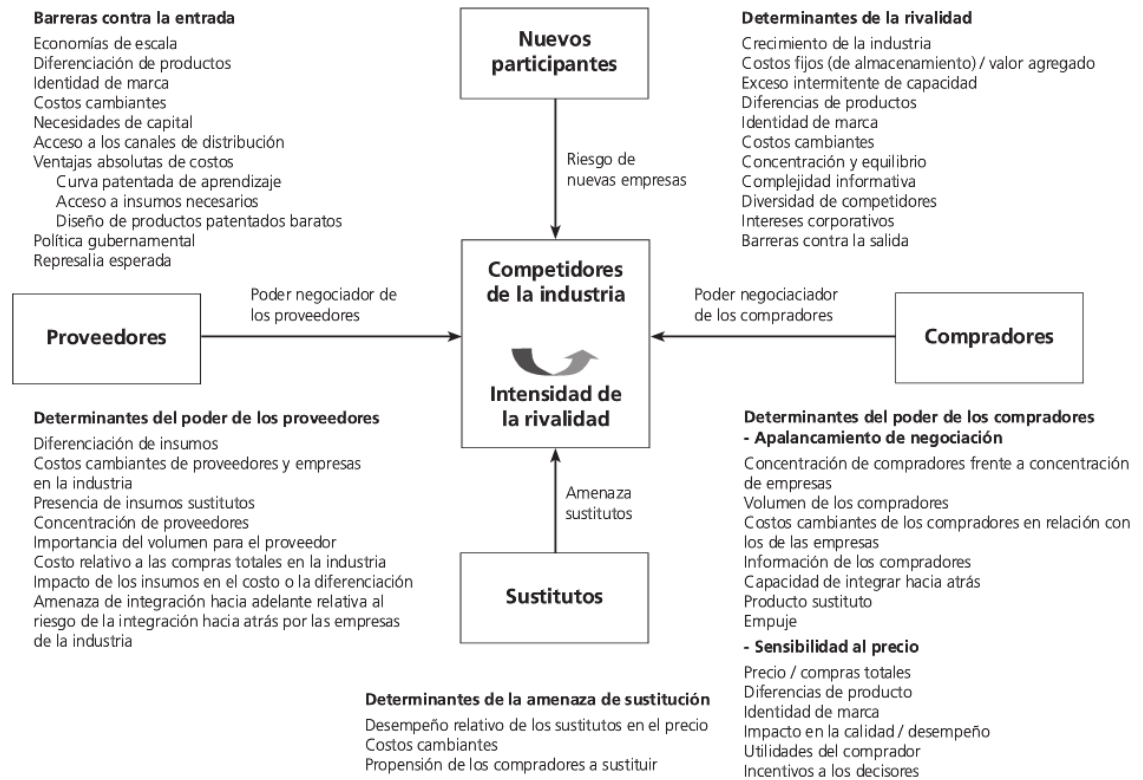 Barreras contra la entrada
Economías de escala
Diferenciación de productos
Identidad de marca
Costos cambiantes
Necesidades de capital
Acceso a los canales de distribución
Ventajas absolutas de costos
Curva patentada de aprendizaje
Acceso a insumos necesarios
Diseño de productos patentados baratos
Política gubernamental
Represalia esperada
Nuevos
participantes
Riesgo de
nuevas empresas
Determinantes de la rivalidad
Crecimiento de la industria
Costos fijos (de almacenamiento) / valor agregado
Exceso intermitente de capacidad
Diferencias de productos
Identidad de marca
Costos cambiantes
Concentración y equilibrio
Complejidad informativa
Diversidad de competidores
Intereses corporativos
Barreras contra la salida
Proveedores
Poder negociador de
los proveedores
Competidores
de la industria
Intensidad de
la rivalidad
Poder negociaciador
de los compradores
Compradores
Determinantes del poder de los proveedores
Diferenciación de insumos
Costos cambiantes de proveedores y empresas
en la industria
Presencia de insumos sustitutos
Concentración de proveedores
Importancia del volumen para el proveedor
Costo relativo a las compras totales en la industria
Impacto de los insumos en el costo o la diferenciación
Amenaza de integración hacia adelante relativa al
riesgo de la integración hacia atrás por las empresas
de la industria
Amenaza
sustitutos
Sustitutos
Determinantes de la amenaza de sustitución
Desempeño relativo de los sustitutos en el precio
Costos cambiantes
Propensión de los compradores a sustituir
Determinantes del poder de los compradores
- Apalancamiento de negociación
Concentración de compradores frente a concentración
de empresas
Volumen de los compradores
Costos cambiantes de los compradores en relación con
los de las empresas
Información de los compradores
Capacidad de integrar hacia atrás
Producto sustituto
Empuje
- Sensibilidad al precio
Precio / compras totales
Diferencias de producto
Identidad de marca
Impacto en la calidad / desempeño
Utilidades del comprador
Incentivos a los decisores